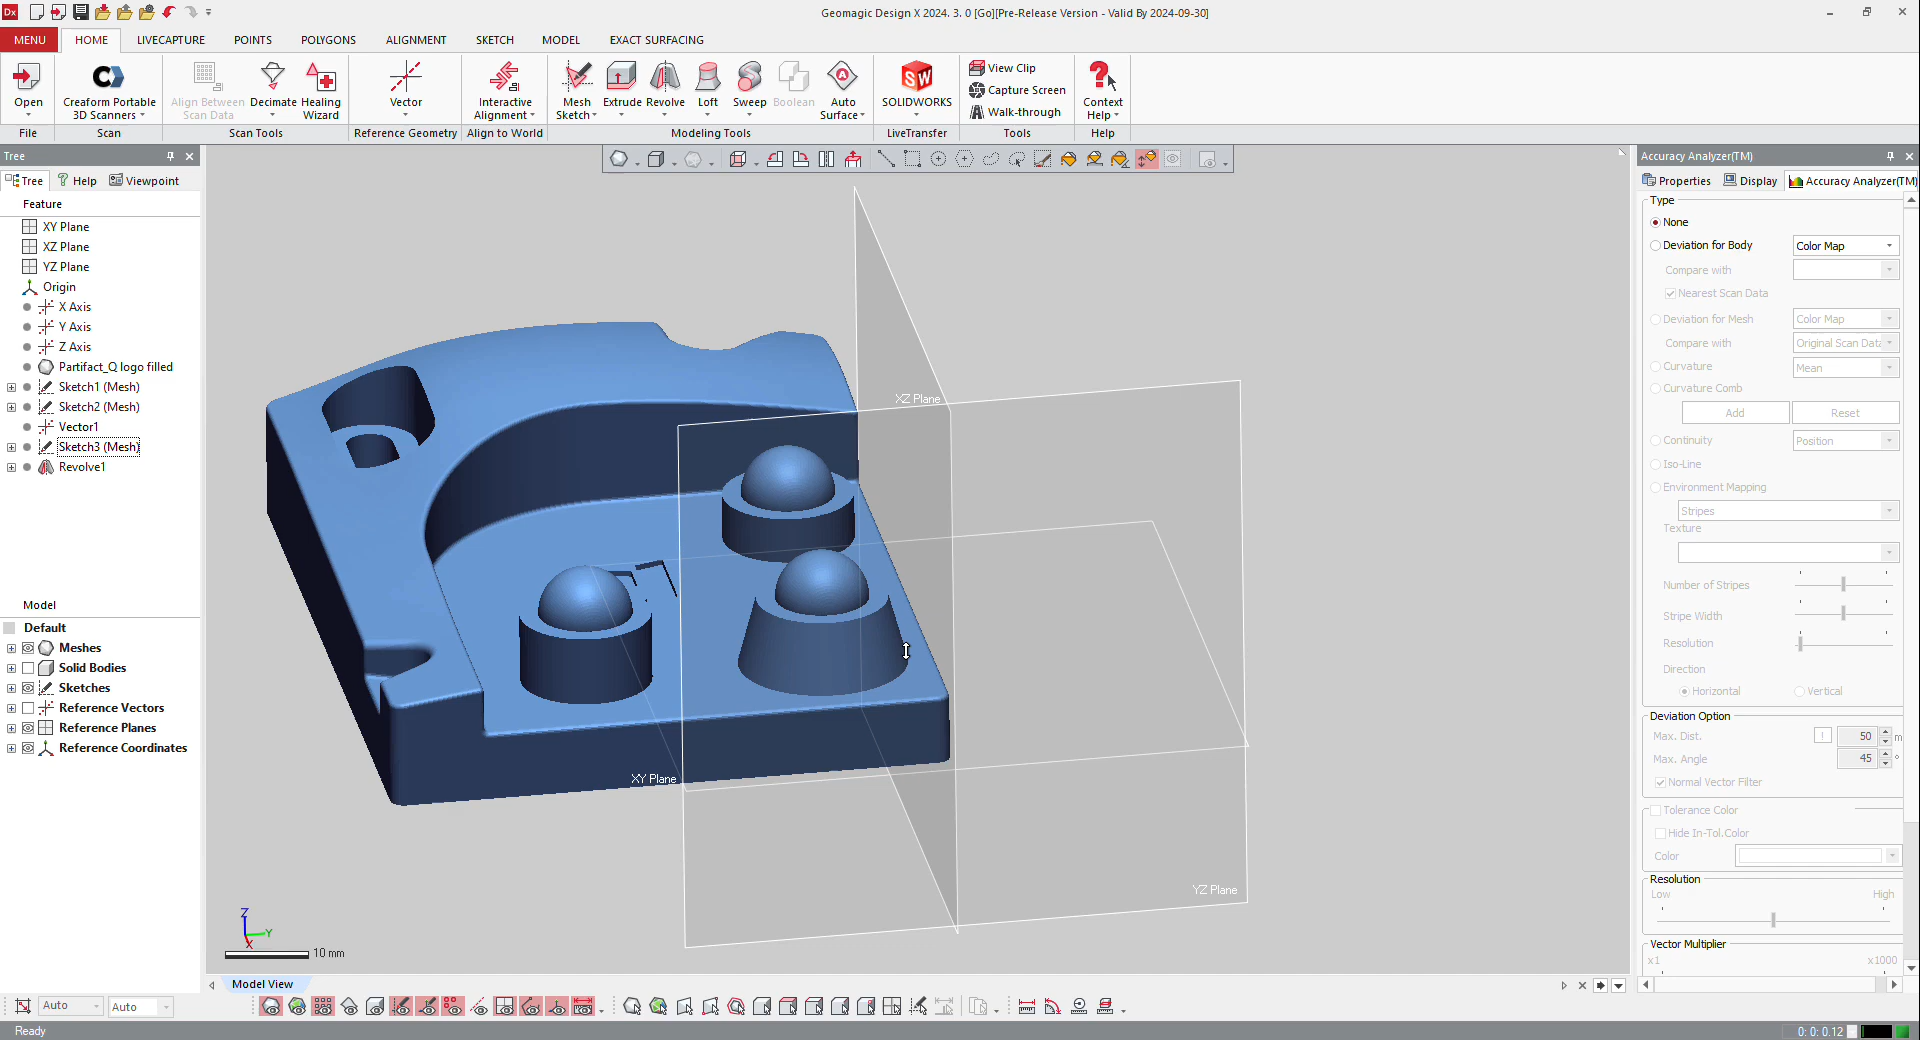 Dx
Geomagic Design X 2024. 3. 0 [Go][Pre-Release Version - Valid By 2024-09-30]
MENU HOME LIVECAPTURE POINTS POLYGONS ALIGNMENT SKETCH MODEL EXACT SURFACING
Open
File
Creaform Portable
3D Scanners
Scan
Align Between
Scan Data
Decimate
Healing
Wizard
Scan Tools
Vector
Reference Geometry
Interactive
Alignment
Align to World
Mesh
Sketch
Extrude
Revolve
Loft
Sweep
Boolean
Auto
Surface
Modeling Tools
SOLIDWORKS
LiveTransfer
View Clip
Capture Screen
Walk-through
Tools
Context
Help
Help
Tree
Tree Help Viewpoint
Feature
XY Plane
XZ Plane
YZ Plane
Origin
X Axis
Y Axis
Z Axis
Partifact_Q logo filled
Sketch1 (Mesh)
Sketch2 (Mesh)
Vector1
Sketch3 (Mesh)
Revolve1
Model
Default
Meshes
Solid Bodies
Sketches
Reference Vectors
Reference Planes
Reference Coordinates
XZ Plane
XY Plane
YZ Plane
Z
Y
X
10 mm
Model View
Accuracy Analyzer(TM)
Properties Display Accuracy Analyzer(TM)
Type
None
Deviation for Body Color Map
Compare with
Nearest Scan Data
Deviation for Mesh Color Map
Compare with Original Scan Data
Curvature Mean
Curvature Comb
Add Reset
Continuity Position
Iso-Line
Environment Mapping
Stripes
Texture
Number of Stripes
Stripe Width
Resolution
Direction
Horizontal Vertical
Deviation Option
Max. Dist. ! 50 m
Max. Angle 45 °
Normal Vector Filter
Tolerance Color
Hide In-Tol.Color
Color
Resolution
Low High
Vector Multiplier
x1 x1000
Auto Auto
Ready
0: 0: 0.12